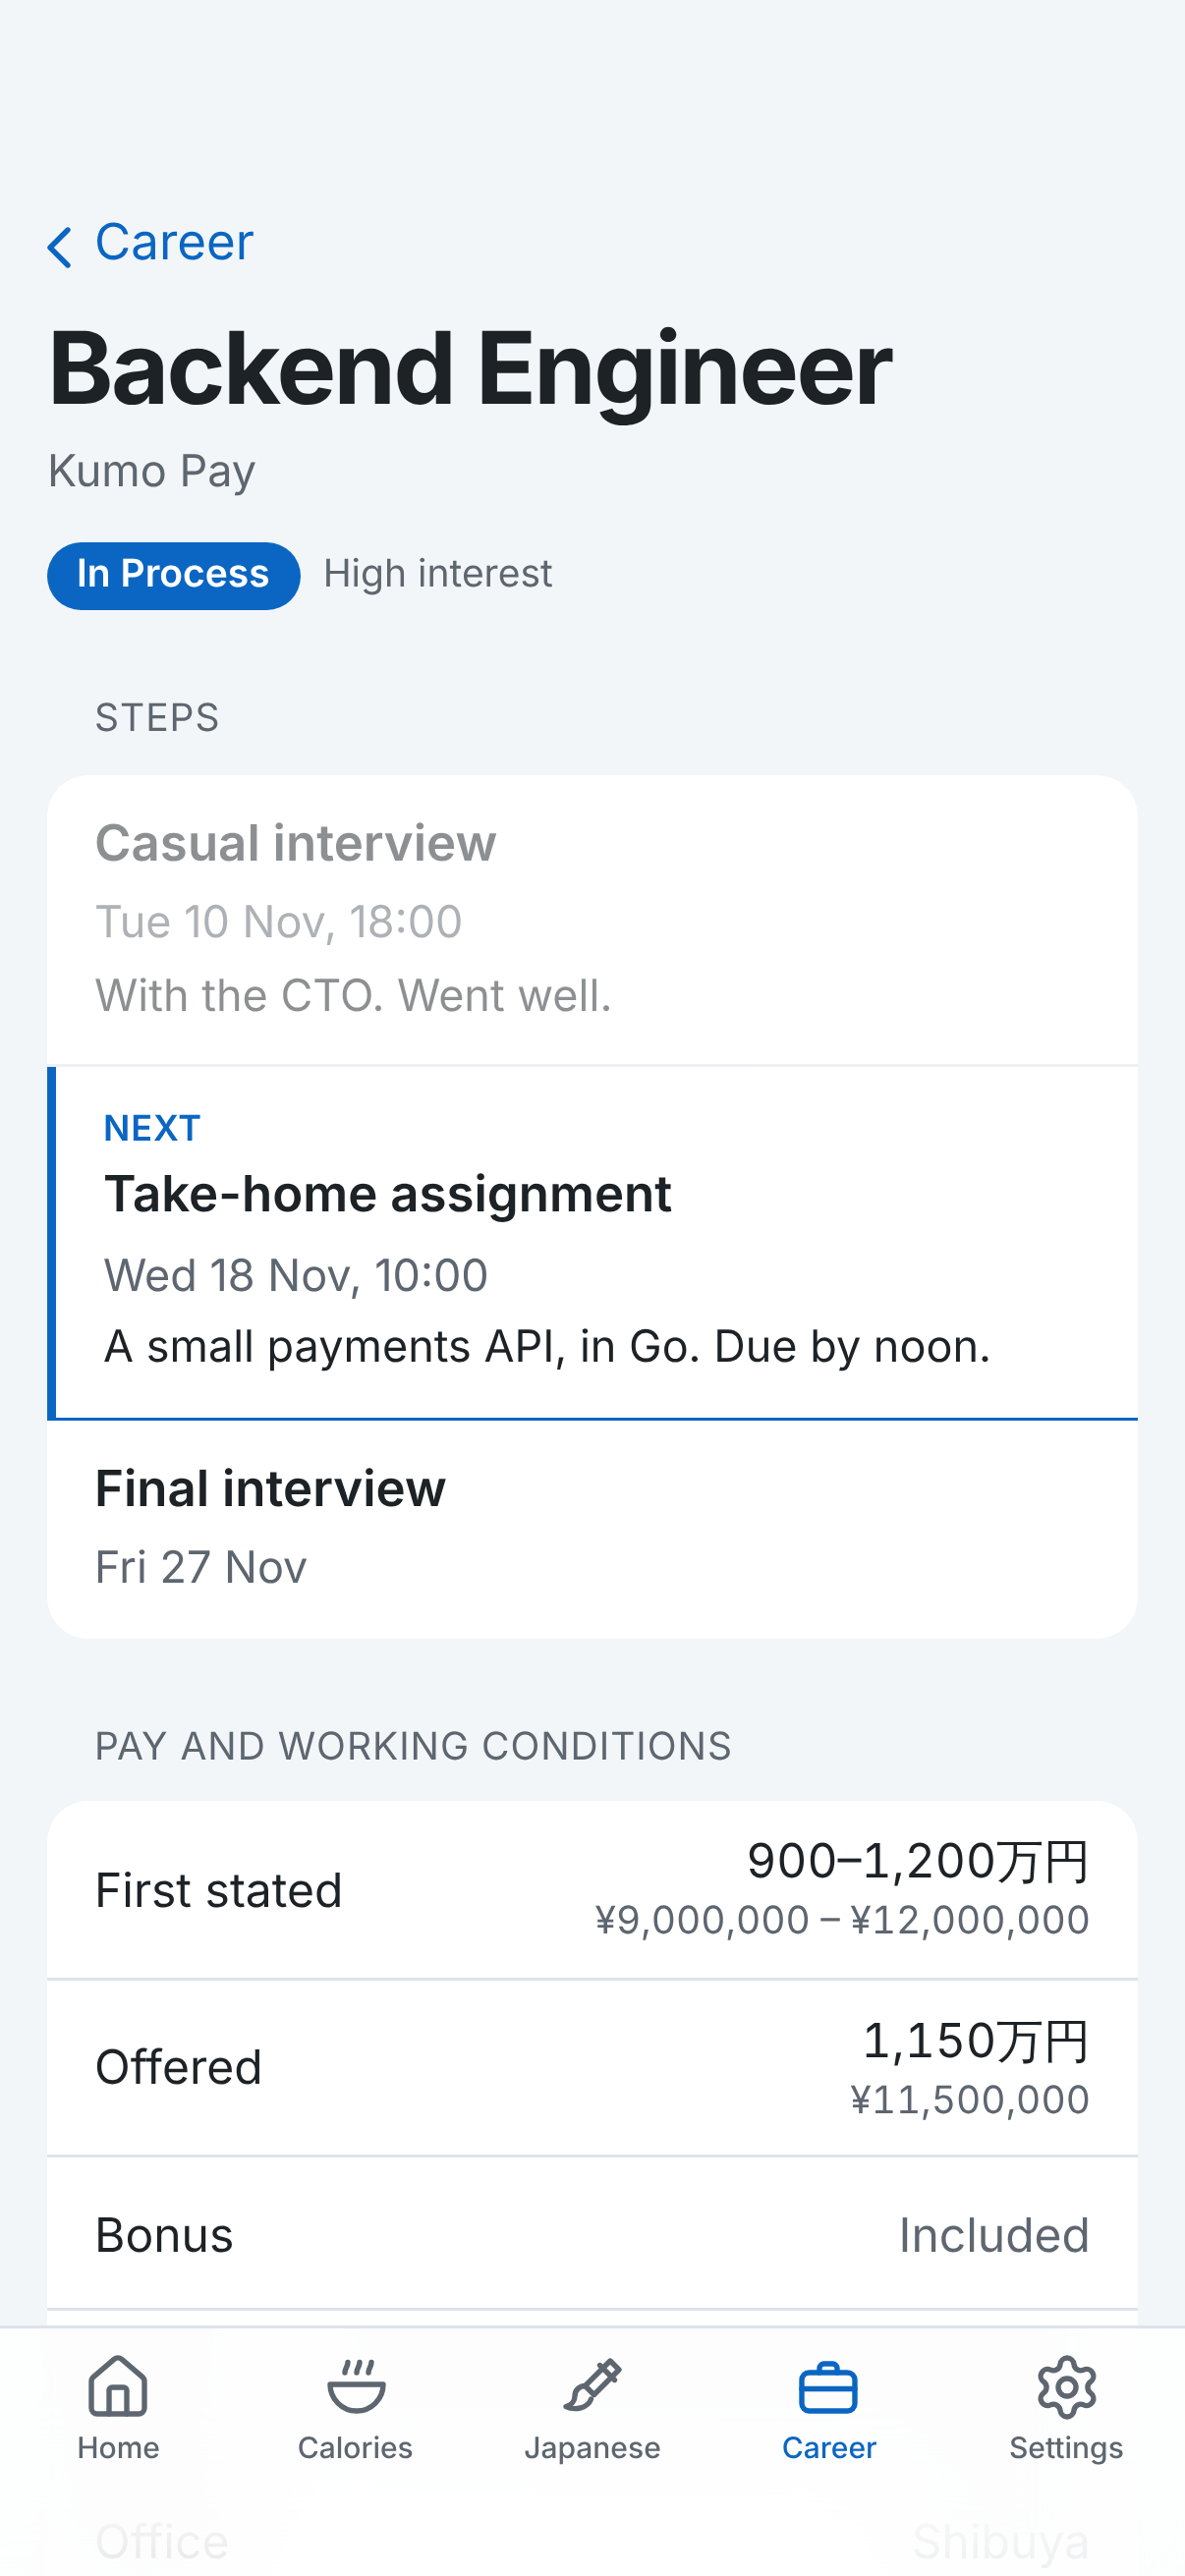 Career
Backend Engineer
Kumo Pay
In Process
High interest
STEPS
Casual interview
Tue 10 Nov, 18:00
With the CTO. Went well.
NEXT
Take-home assignment
Wed 18 Nov, 10:00
A small payments API, in Go. Due by noon.
Final interview
Fri 27 Nov
PAY AND WORKING CONDITIONS
First stated
900–1,200万円
¥9,000,000 – ¥12,000,000
Offered
1,150万円
¥11,500,000
Bonus
Included
Home
Calories
Japanese
Career
Settings
Office
Shibuya